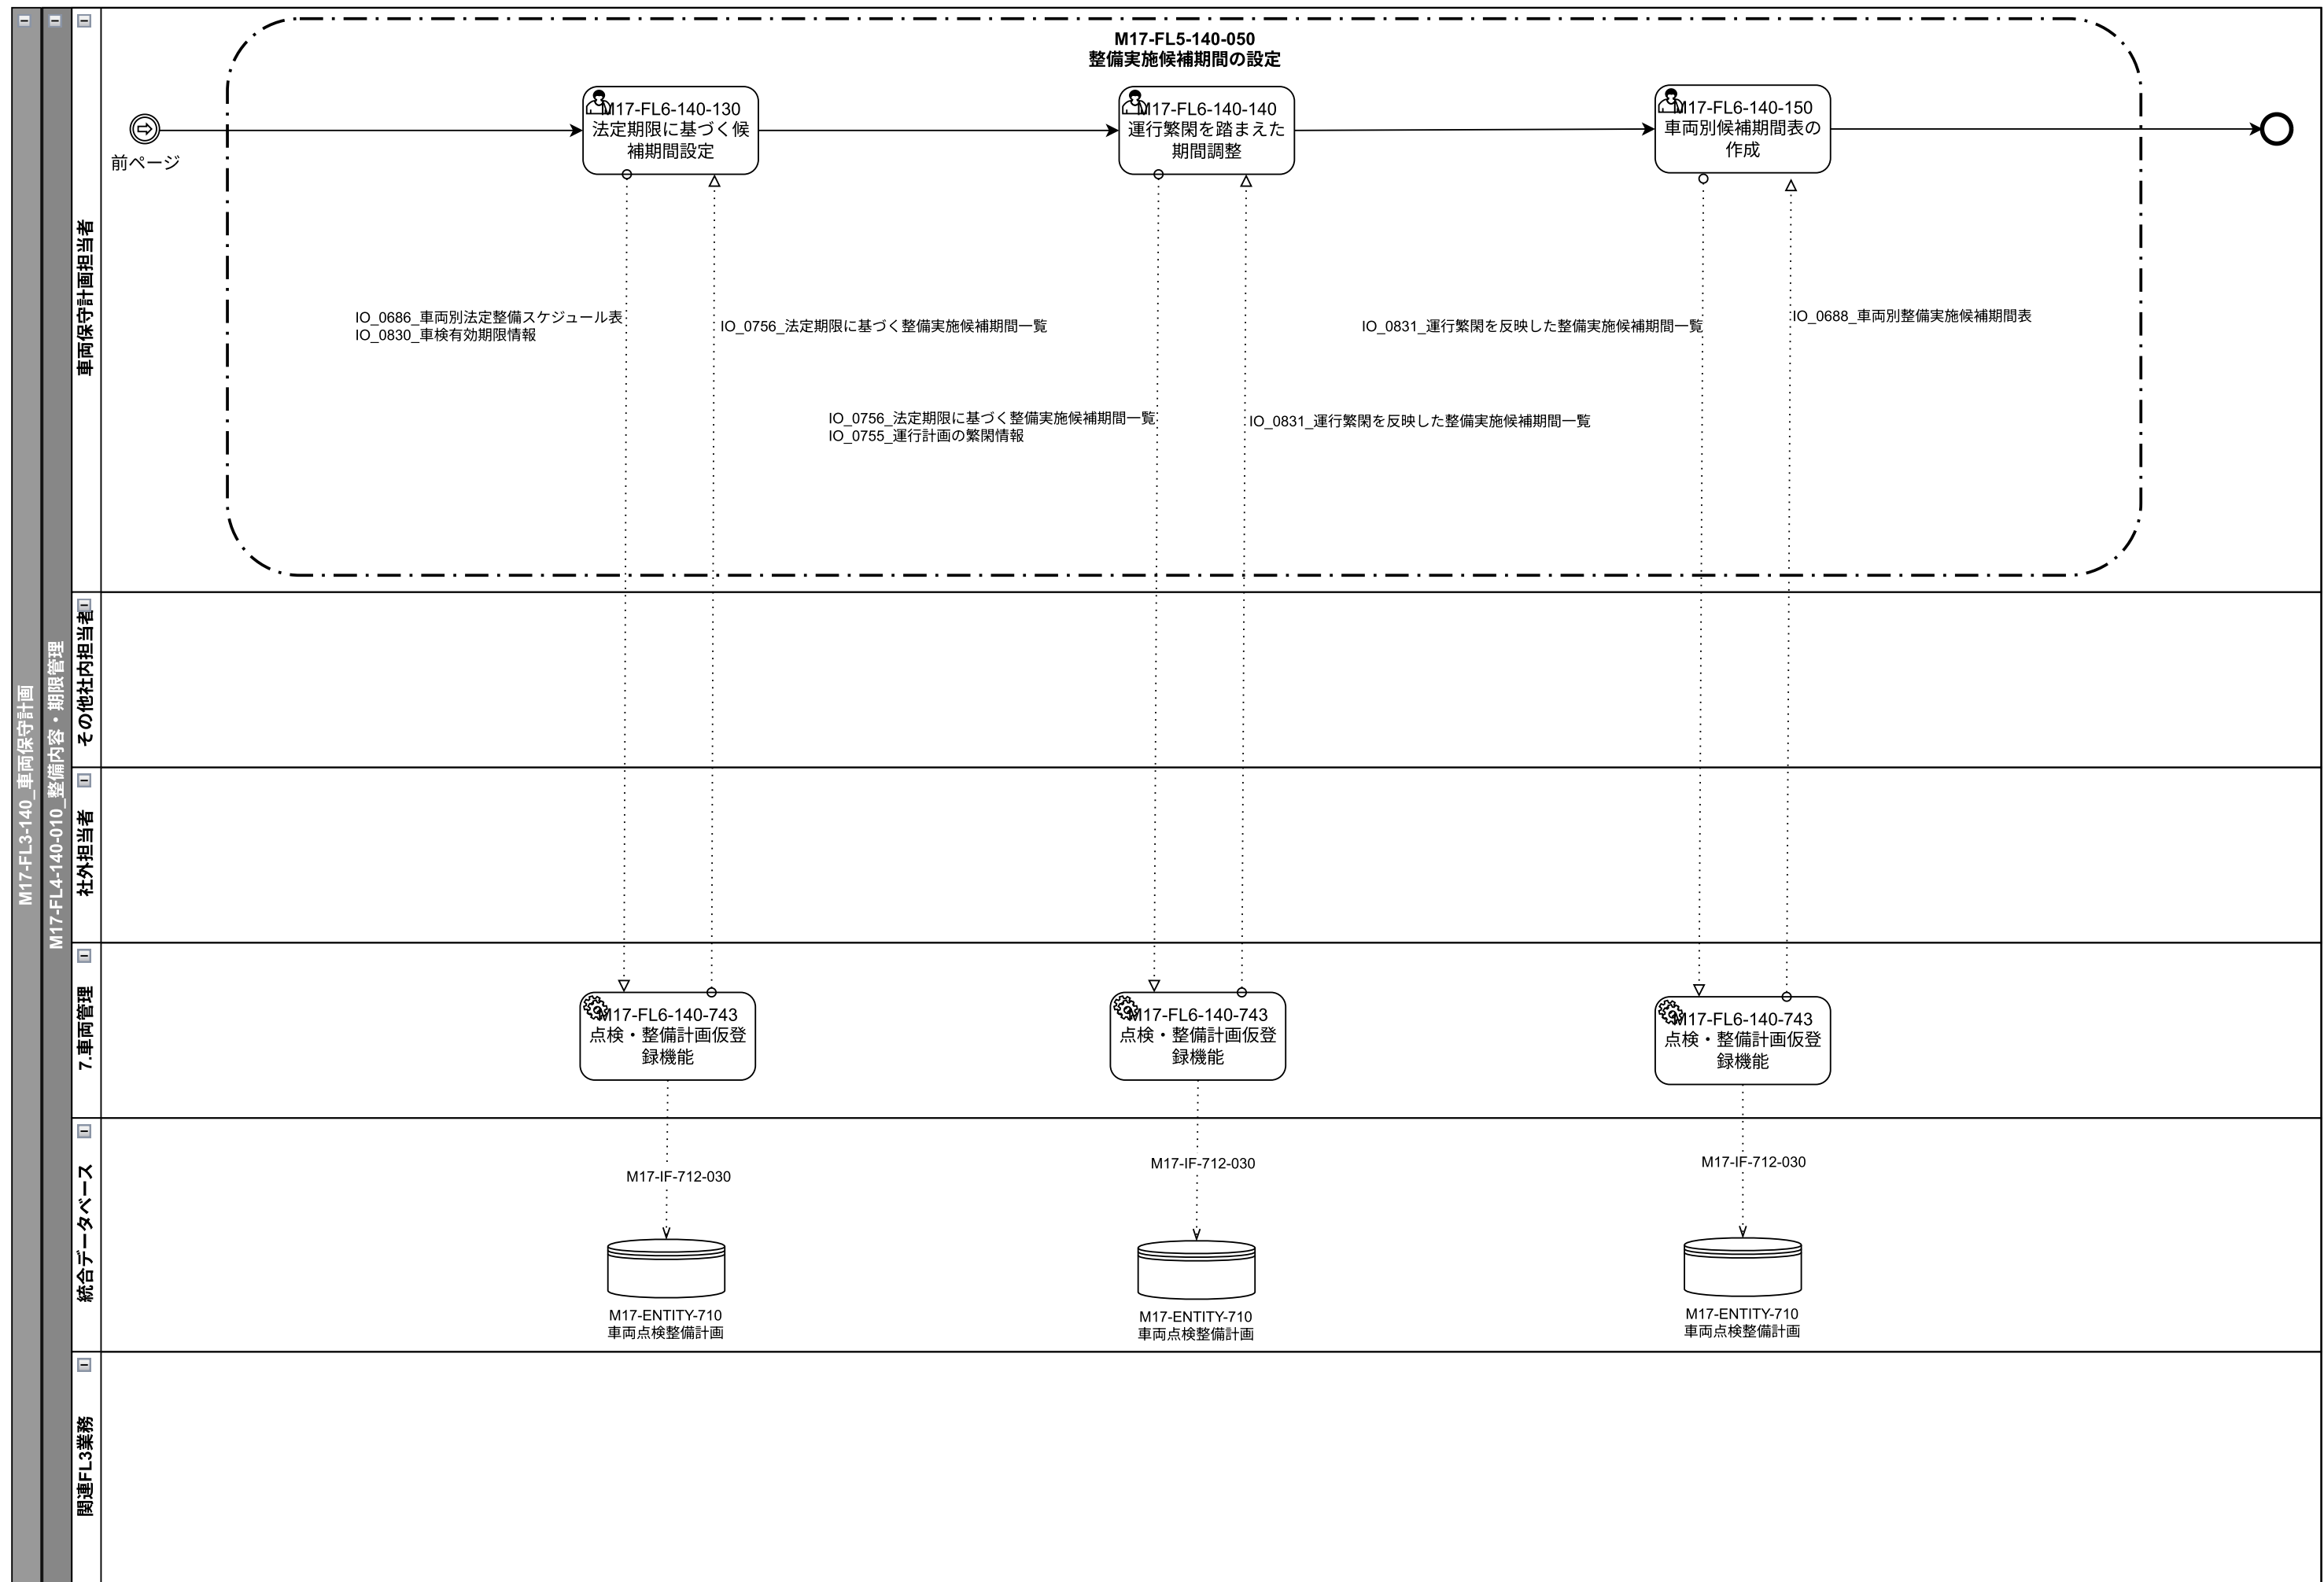 M17-FL3-140_車両保守計画
M17-FL4-140-010_整備内容・期限管理
車両保守計画担当者
M17-FL5-140-050
整備実施候補期間の設定
前ページ
M17-FL6-140-130
法定期限に基づく候
補期間設定
M17-FL6-140-140
運行繁閑を踏まえた
期間調整
M17-FL6-140-150
車両別候補期間表の
作成
IO_0686_車両別法定整備スケジュール表
IO_0830_車検有効期限情報
IO_0756_法定期限に基づく整備実施候補期間一覧
IO_0756_法定期限に基づく整備実施候補期間一覧
IO_0755_運行計画の繁閑情報
IO_0831_運行繁閑を反映した整備実施候補期間一覧
IO_0831_運行繁閑を反映した整備実施候補期間一覧
IO_0688_車両別整備実施候補期間表
その他社内担当者
社外担当者
7.車両管理
M17-FL6-140-743
点検・整備計画仮登
録機能
M17-FL6-140-743
点検・整備計画仮登
録機能
M17-FL6-140-743
点検・整備計画仮登
録機能
統合データベース
M17-IF-712-030
M17-IF-712-030
M17-IF-712-030
M17-ENTITY-710
車両点検整備計画
M17-ENTITY-710
車両点検整備計画
M17-ENTITY-710
車両点検整備計画
関連FL3業務